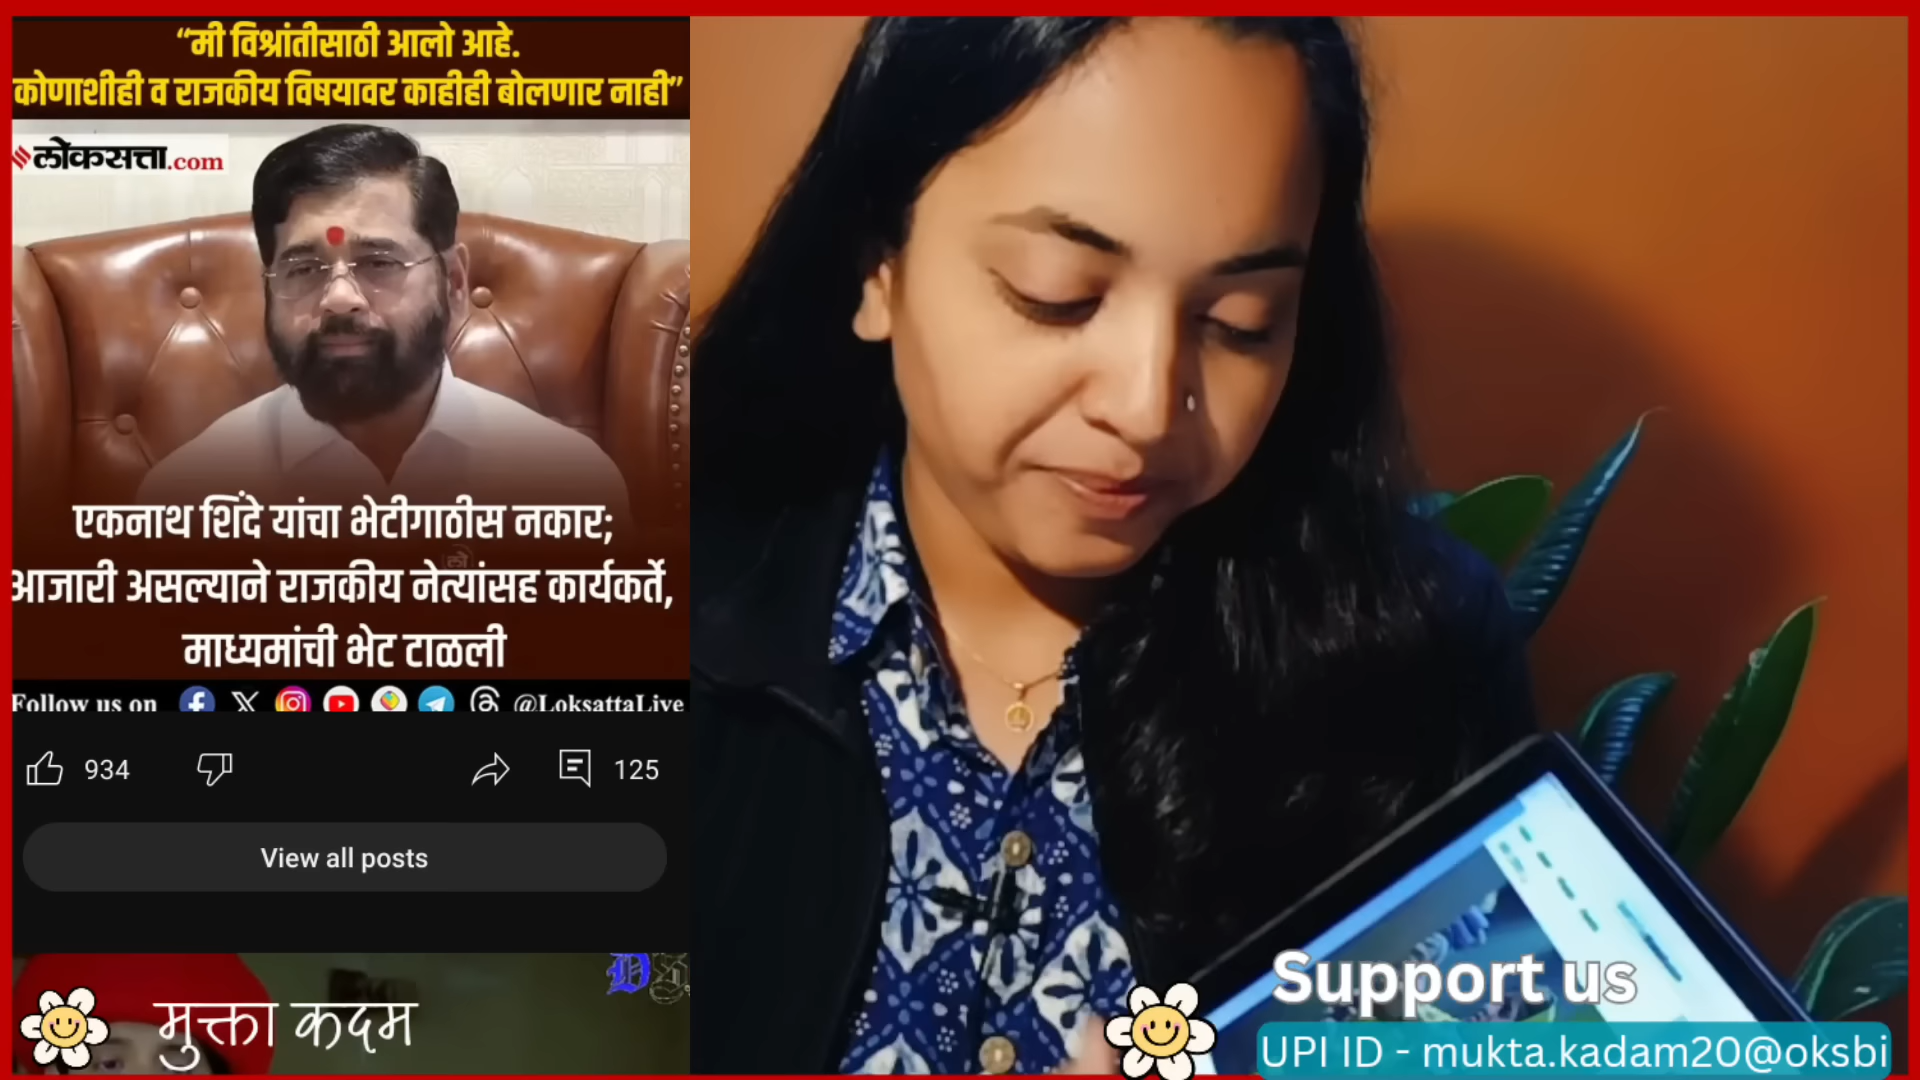 “मी विश्रांतीसाठी आलो आहे.
कोणाशीही व राजकीय विषयावर काहीही बोलणार नाही”
लोकसत्ता.com
एकनाथ शिंदे यांचा भेटीगाठीस नकार;
आजारी असल्याने राजकीय नेत्यांसह कार्यकर्ते,
माध्यमांची भेट टाळली
Follow us on @LoksattaLive
934
125
View all posts
मुक्ता कदम
Support us
UPI ID - mukta.kadam20@oksbi